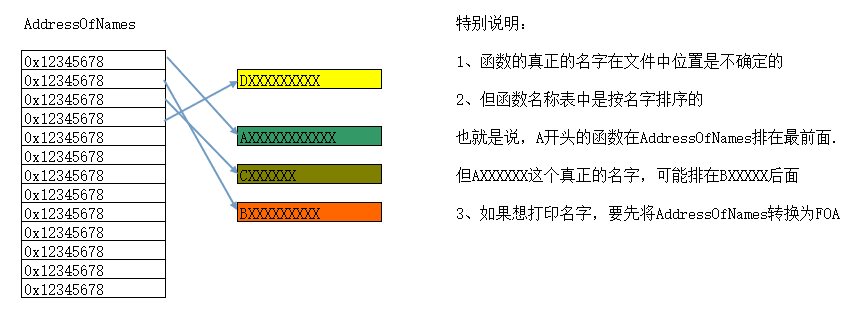 AddressOfNames
0x12345678
0x12345678
0x12345678
0x12345678
0x12345678
0x12345678
0x12345678
0x12345678
0x12345678
0x12345678
0x12345678
0x12345678
0x12345678
DXXXXXXXXX
AXXXXXXXXXXX
CXXXXXX
BXXXXXXXXX
特别说明：
1、函数的真正的名字在文件中位置是不确定的
2、但函数名称表中是按名字排序的
也就是说，A开头的函数在AddressOfNames排在最前面.
但AXXXXXX这个真正的名字，可能排在BXXXXX后面
3、如果想打印名字，要先将AddressOfNames转换为FOA